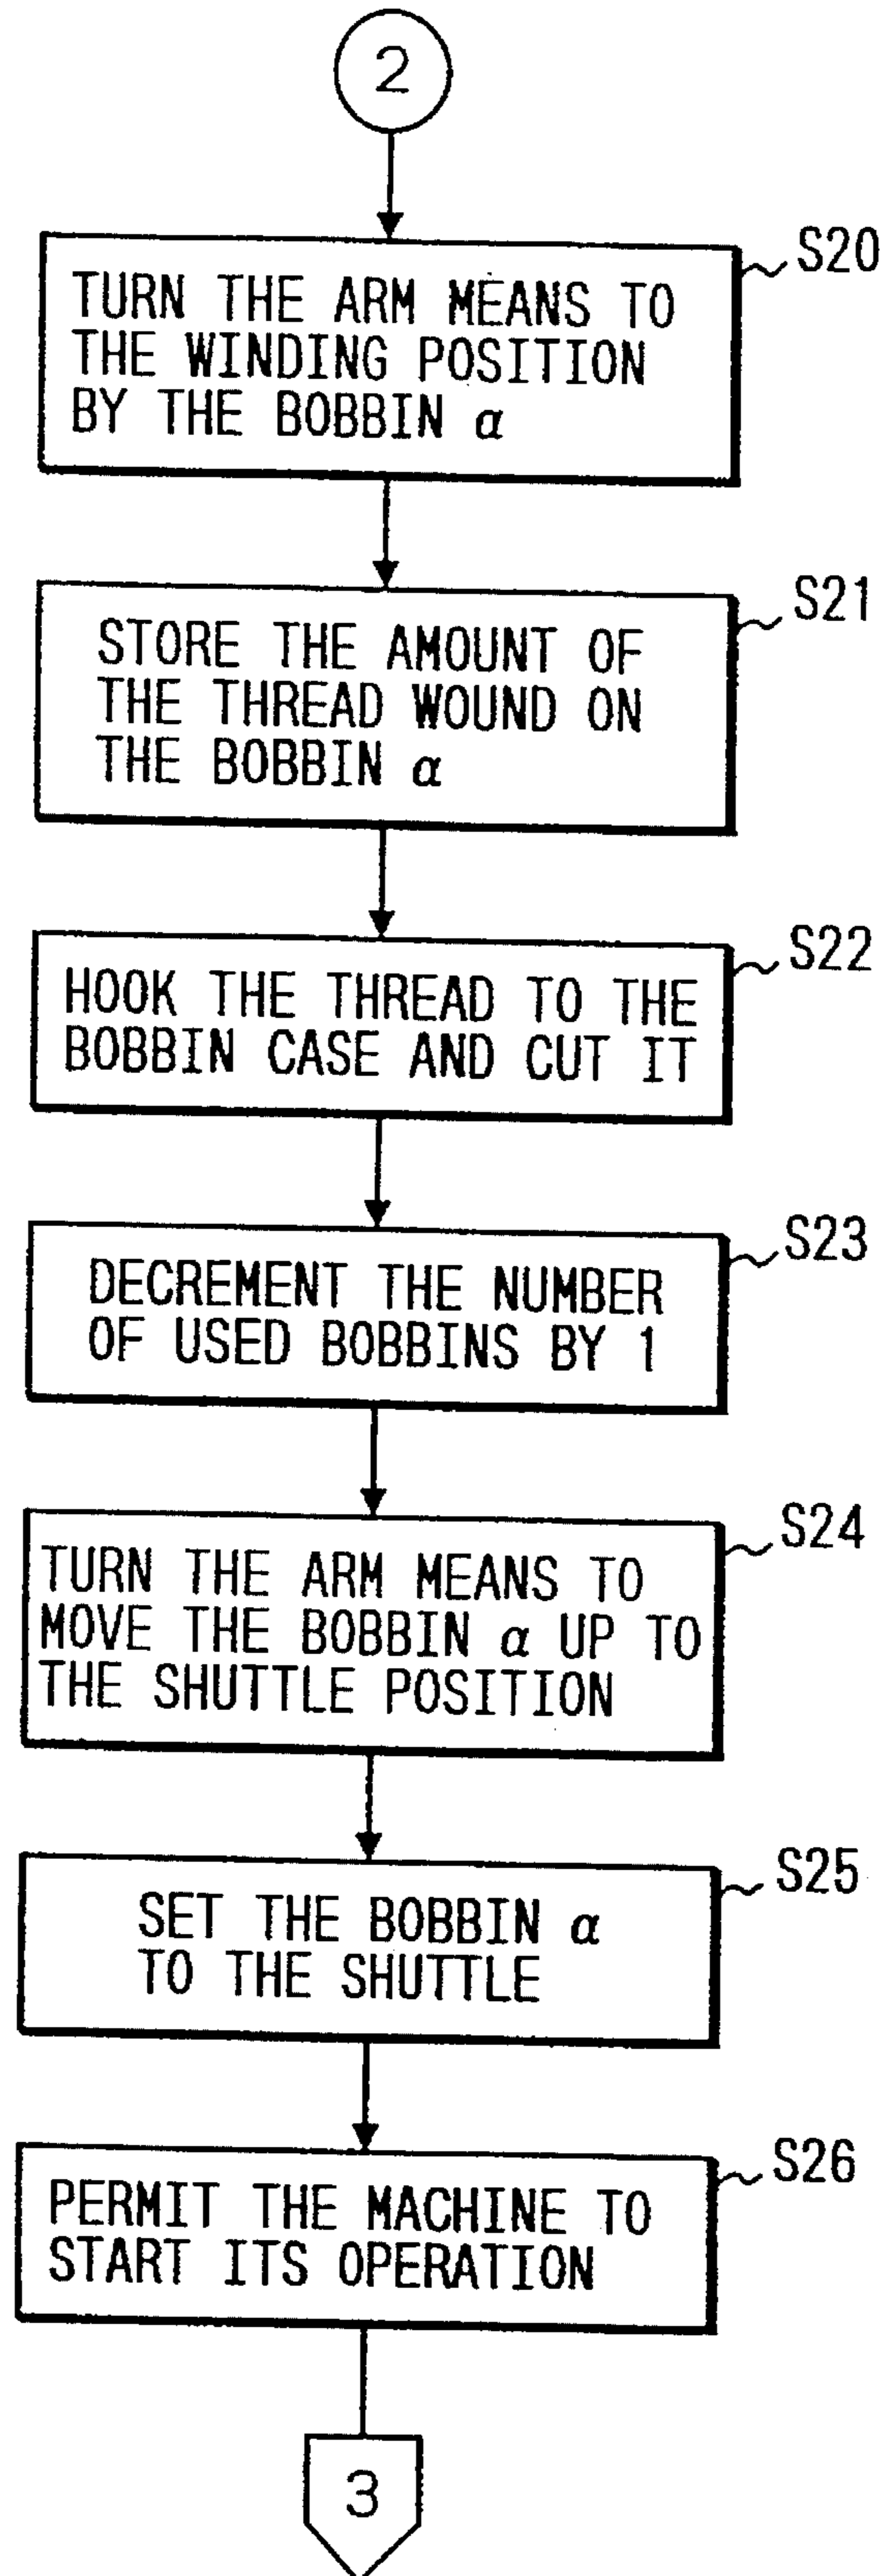 2
S20
TURN THE ARM MEANS TO
THE WINDING POSITION
BY THE BOBBIN α
S21
STORE THE AMOUNT OF
THE THREAD WOUND ON
THE BOBBIN α
S22
HOOK THE THREAD TO THE
BOBBIN CASE AND CUT IT
S23
DECREMENT THE NUMBER
OF USED BOBBINS BY 1
S24
TURN THE ARM MEANS TO
MOVE THE BOBBIN α UP TO
THE SHUTTLE POSITION
S25
SET THE BOBBIN α
TO THE SHUTTLE
S26
PERMIT THE MACHINE TO
START ITS OPERATION
3